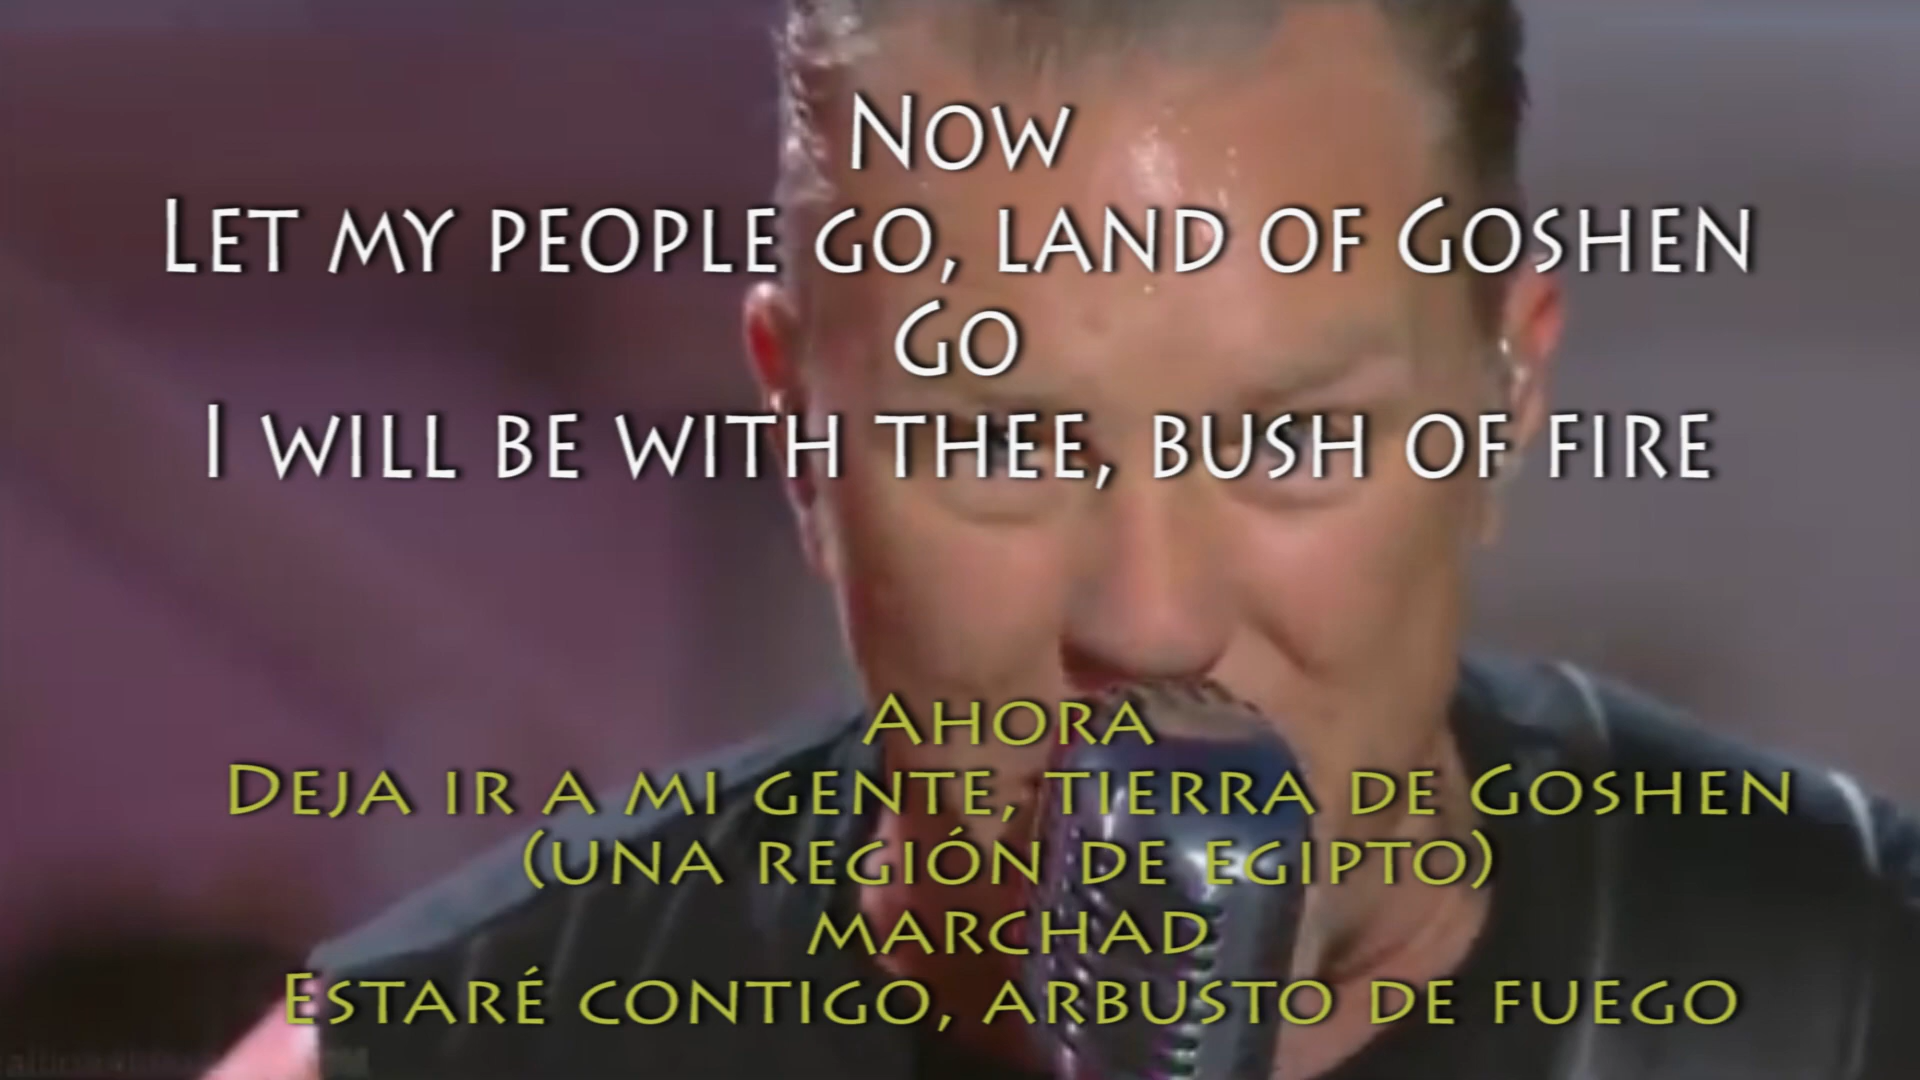 Now
Let my people go, land of Goshen
Go
I will be with thee, bush of fire
Ahora
Deja ir a mi gente, tierra de Goshen
(una región de Egipto)
marchad
Estaré contigo, arbusto de fuego